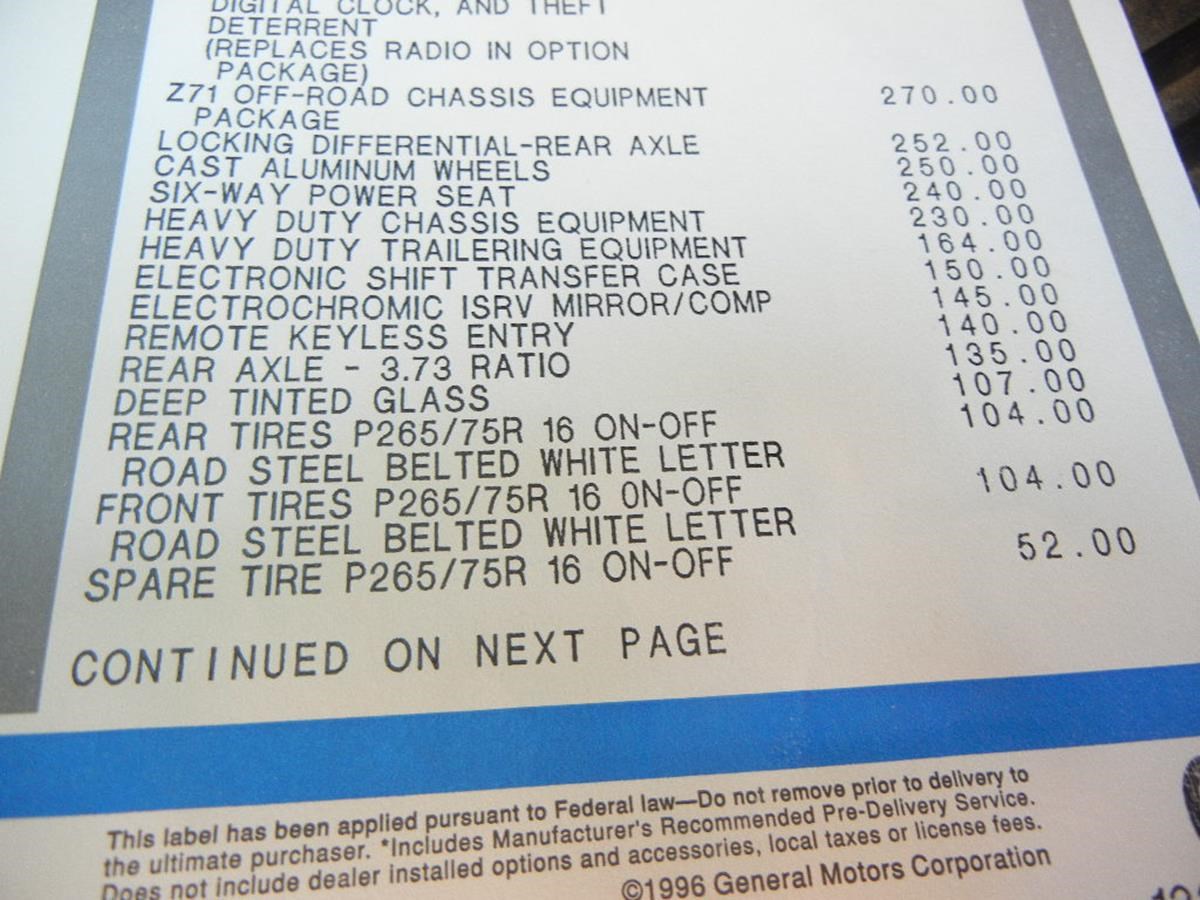 DIGITAL CLOCK, AND THEFT
DETERRENT
(REPLACES RADIO IN OPTION
PACKAGE)
Z71 OFF-ROAD CHASSIS EQUIPMENT 270.00
PACKAGE
LOCKING DIFFERENTIAL-REAR AXLE 252.00
CAST ALUMINUM WHEELS 250.00
SIX-WAY POWER SEAT 240.00
HEAVY DUTY CHASSIS EQUIPMENT 230.00
HEAVY DUTY TRAILERING EQUIPMENT 164.00
ELECTRONIC SHIFT TRANSFER CASE 150.00
ELECTROCHROMIC ISRV MIRROR/COMP 145.00
REMOTE KEYLESS ENTRY 140.00
REAR AXLE - 3.73 RATIO 135.00
DEEP TINTED GLASS 107.00
REAR TIRES P265/75R 16 ON-OFF 104.00
ROAD STEEL BELTED WHITE LETTER
FRONT TIRES P265/75R 16 ON-OFF 104.00
ROAD STEEL BELTED WHITE LETTER
SPARE TIRE P265/75R 16 ON-OFF 52.00
CONTINUED ON NEXT PAGE
This label has been applied pursuant to Federal law—Do not remove prior to delivery to
the ultimate purchaser. *Includes Manufacturer's Recommended Pre-Delivery Service.
Does not include dealer installed options and accessories, local taxes or license fees.
©1996 General Motors Corporation